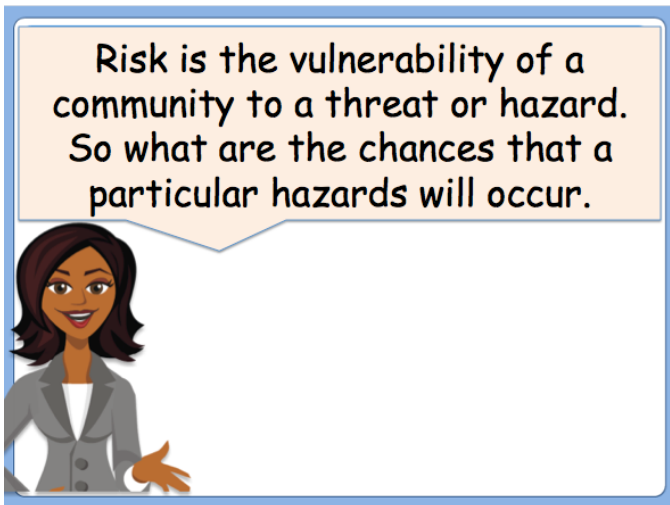 Risk is the vulnerability of a
community to a threat or hazard.
So what are the chances that a
particular hazards will occur.